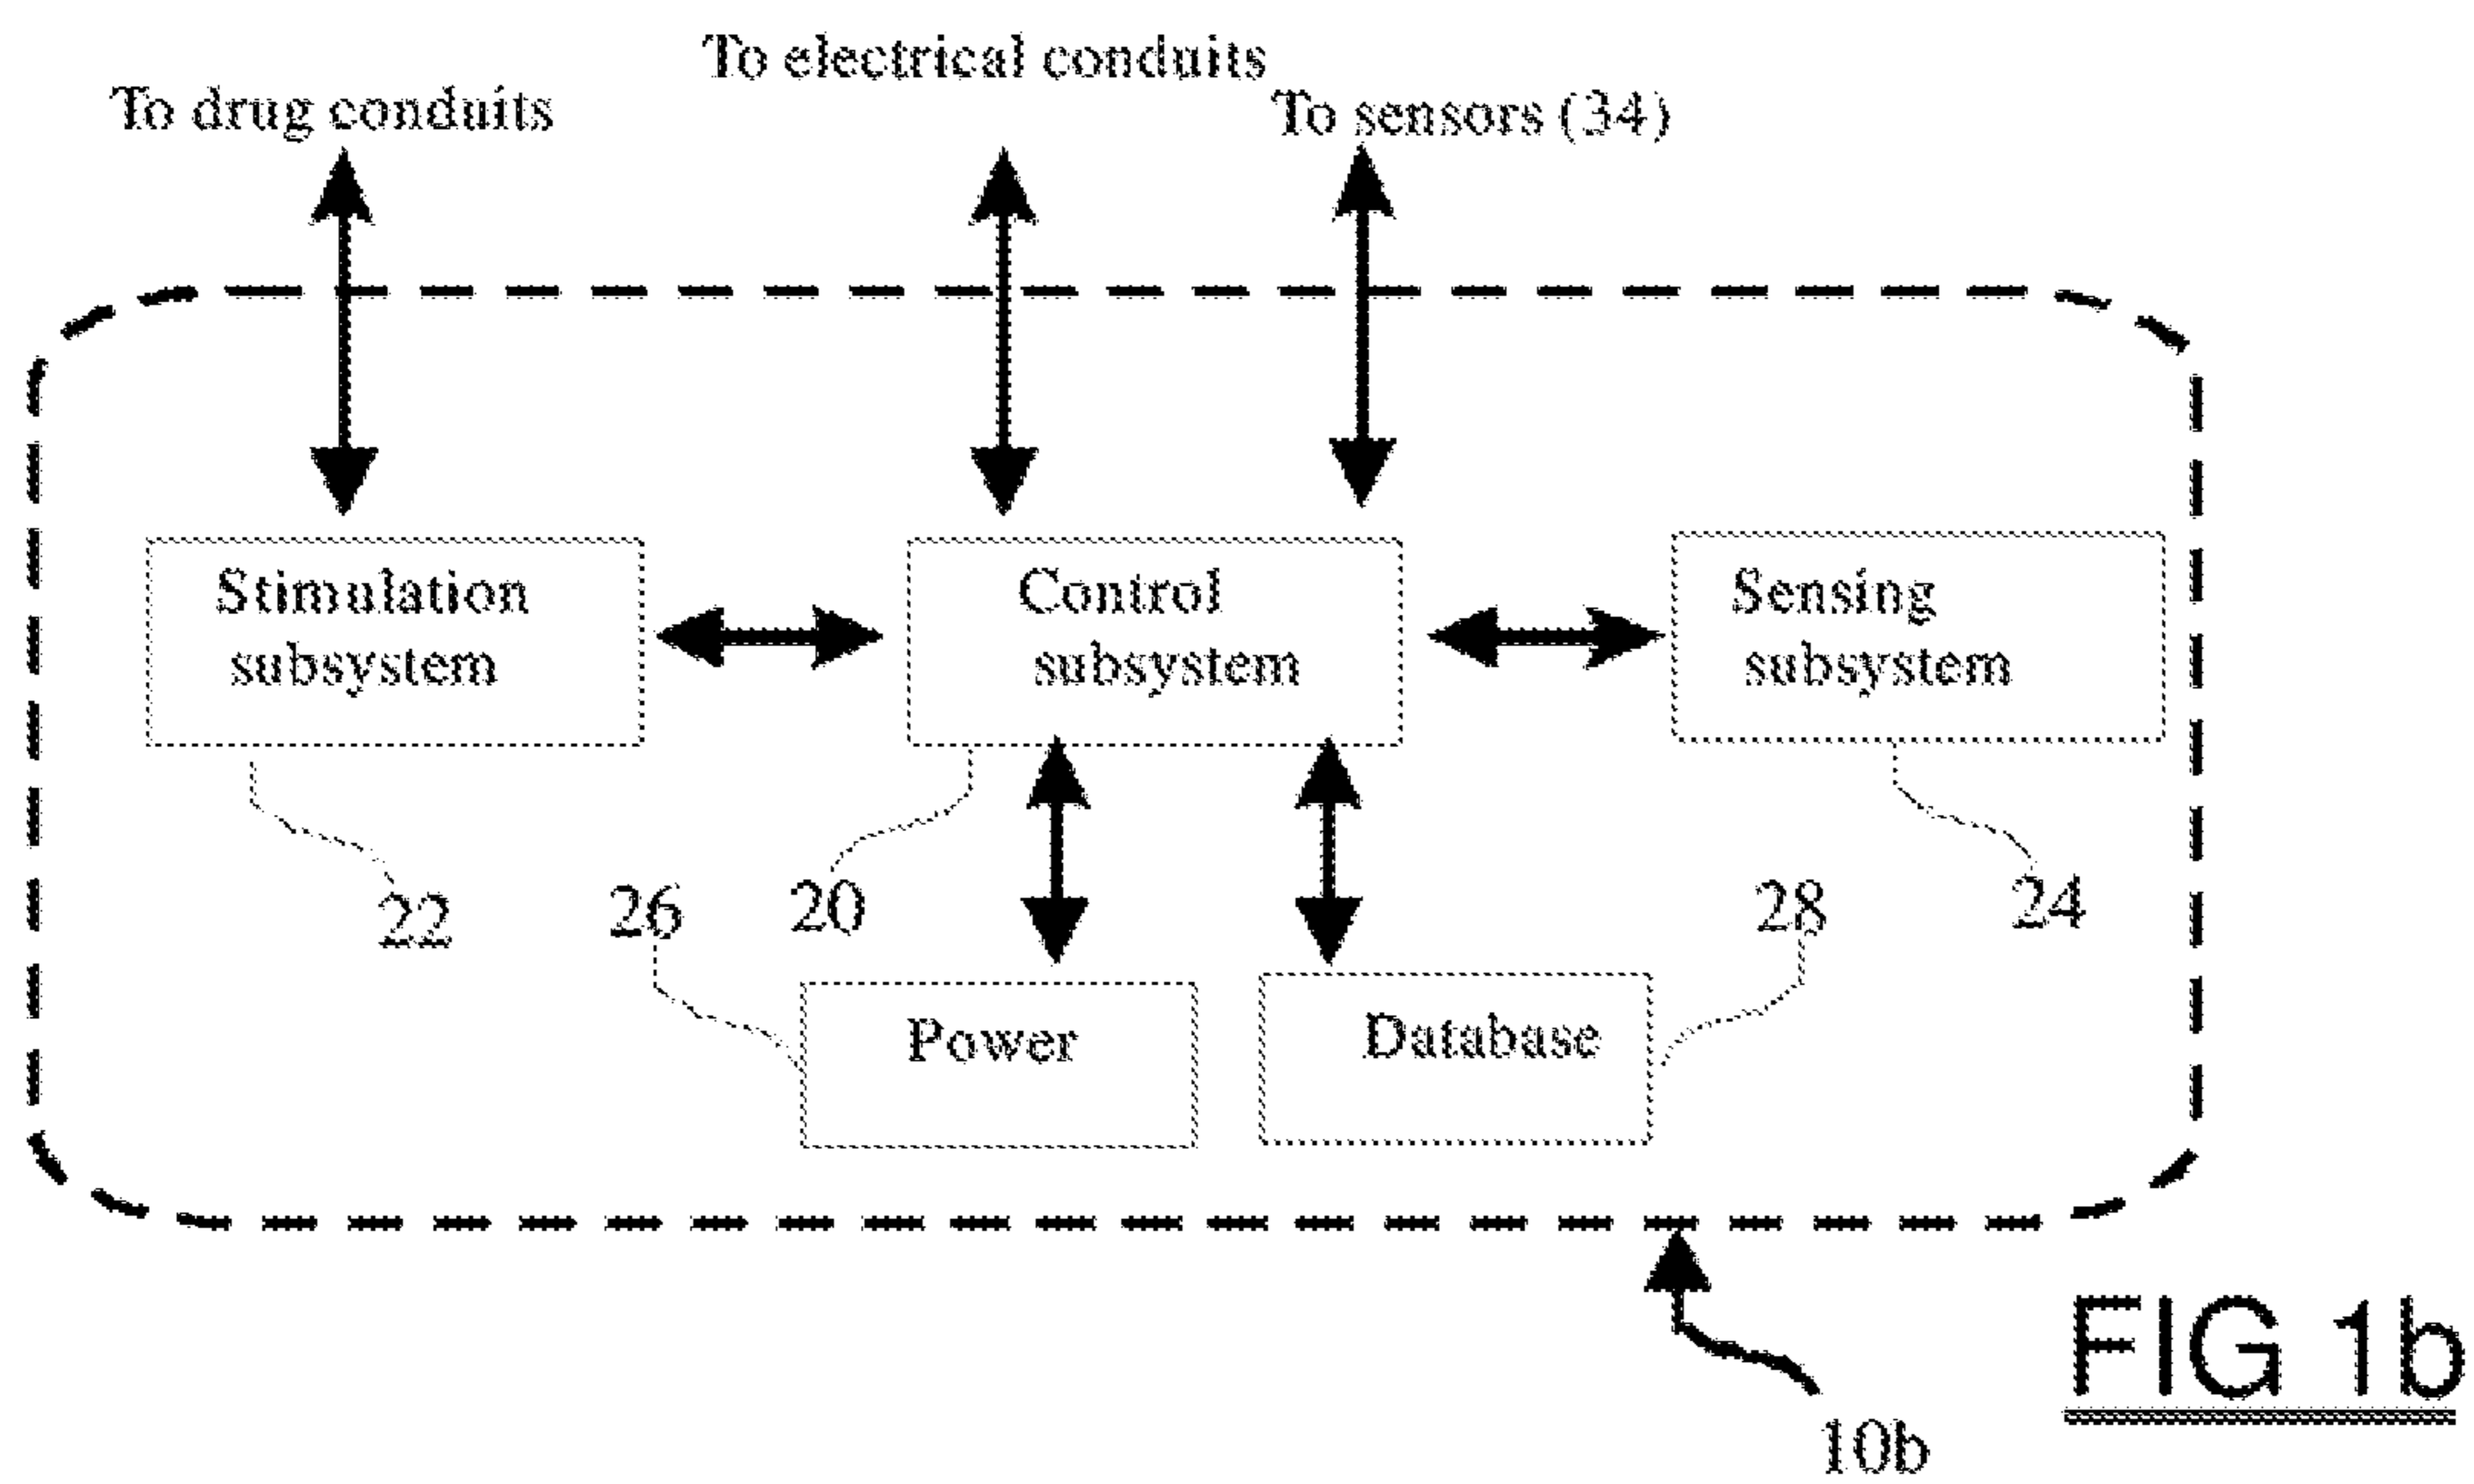 To electrical conduits
To drug conduits
To sensors (34)
Stimulation
subsystem
Control
subsystem
Sensing
subsystem
22
26
20
28
24
Power
Database
FIG 1b
10b